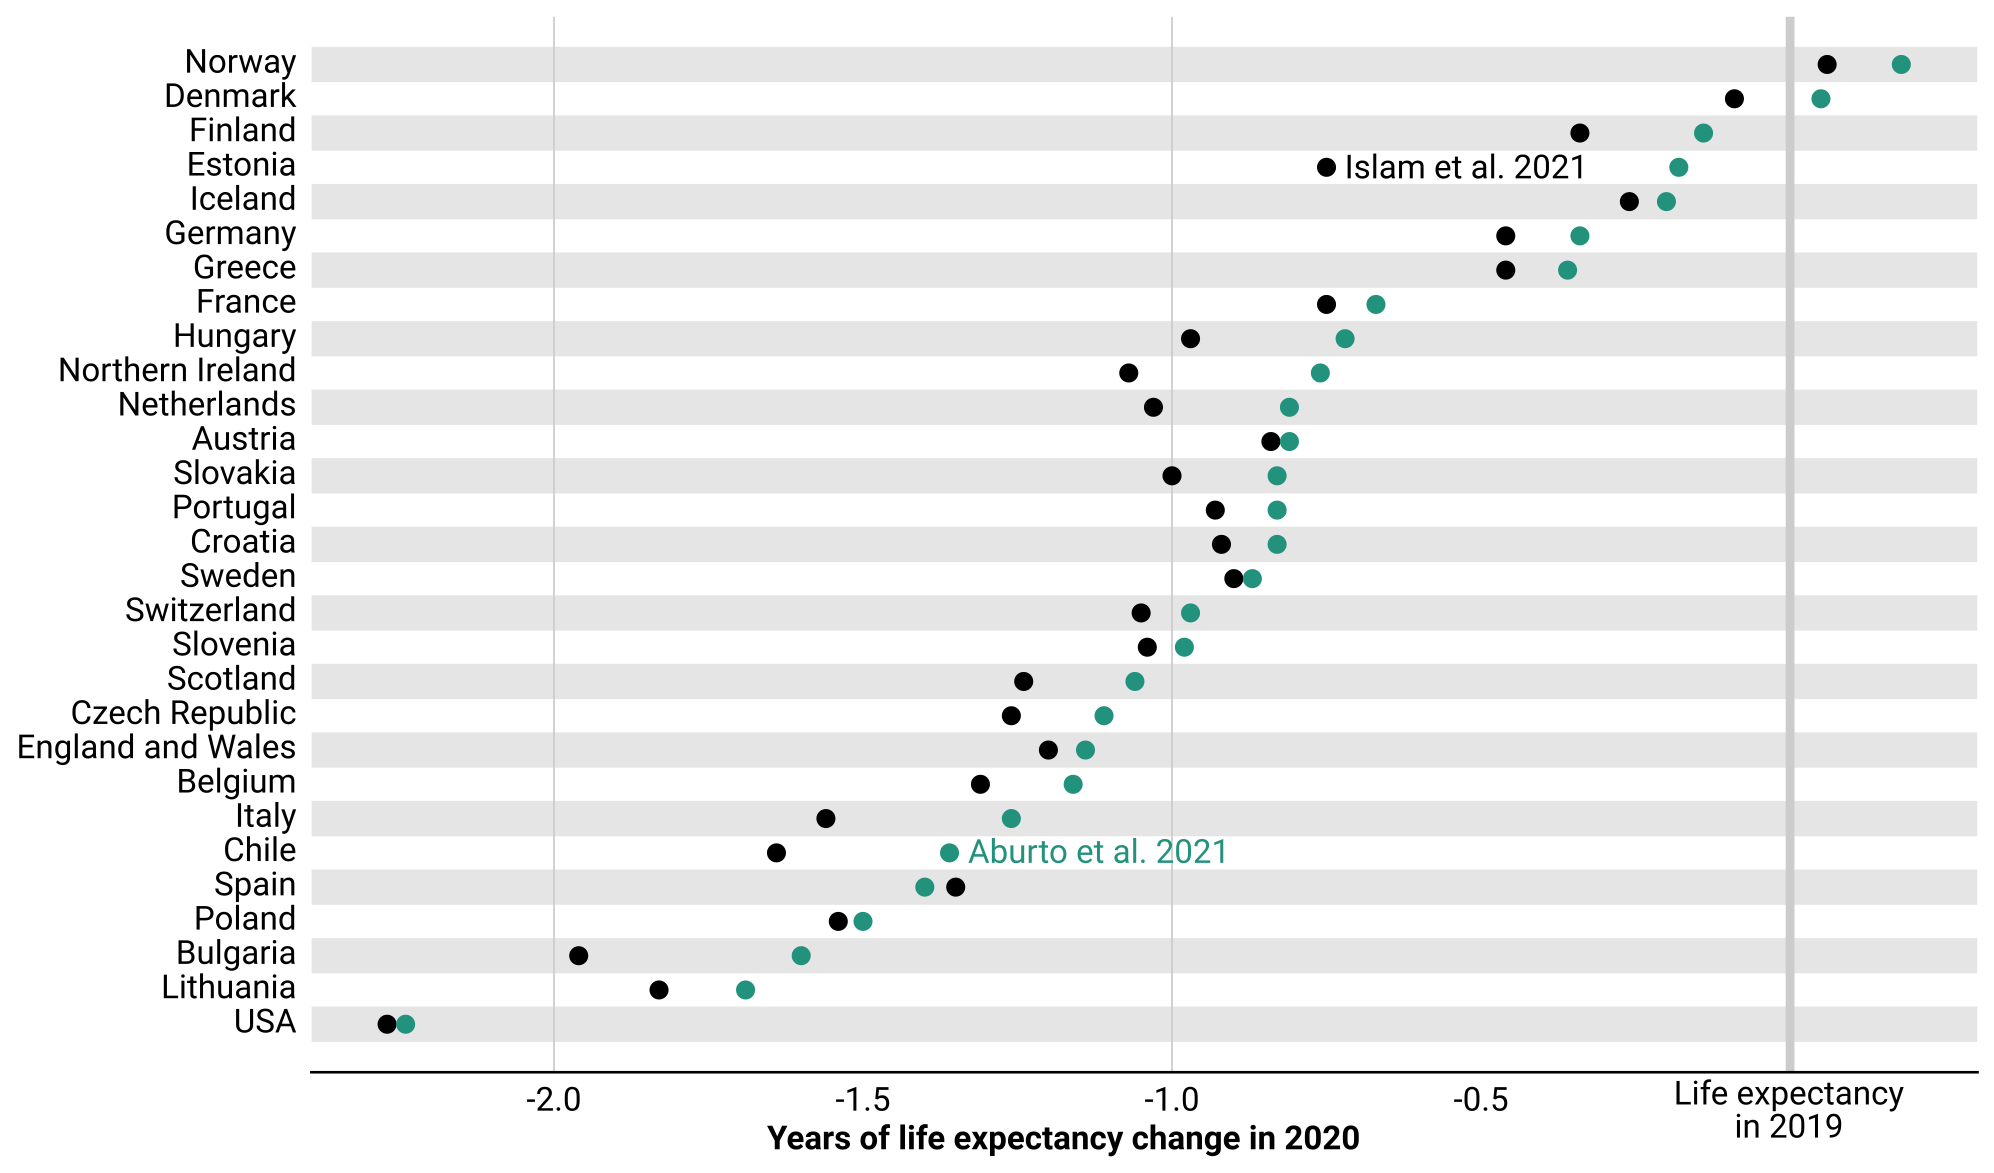 Norway
Denmark
Finland
Estonia
Islam et al. 2021
Iceland
Germany
Greece
France
Hungary
Northern Ireland
Netherlands
Austria
Slovakia
Portugal
Croatia
Sweden
Switzerland
Slovenia
Scotland
Czech Republic
England and Wales
Belgium
Italy
Chile
Aburto et al. 2021
Spain
Poland
Bulgaria
Lithuania
USA
-2.0
-1.5
-1.0
-0.5
Life expectancy
in 2019
Years of life expectancy change in 2020